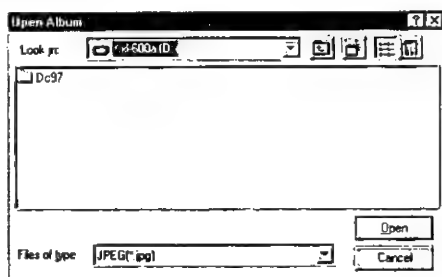 Open Album
Look in:
Dc97
Open
Files of type JPEG(*.jpg)
Cancel